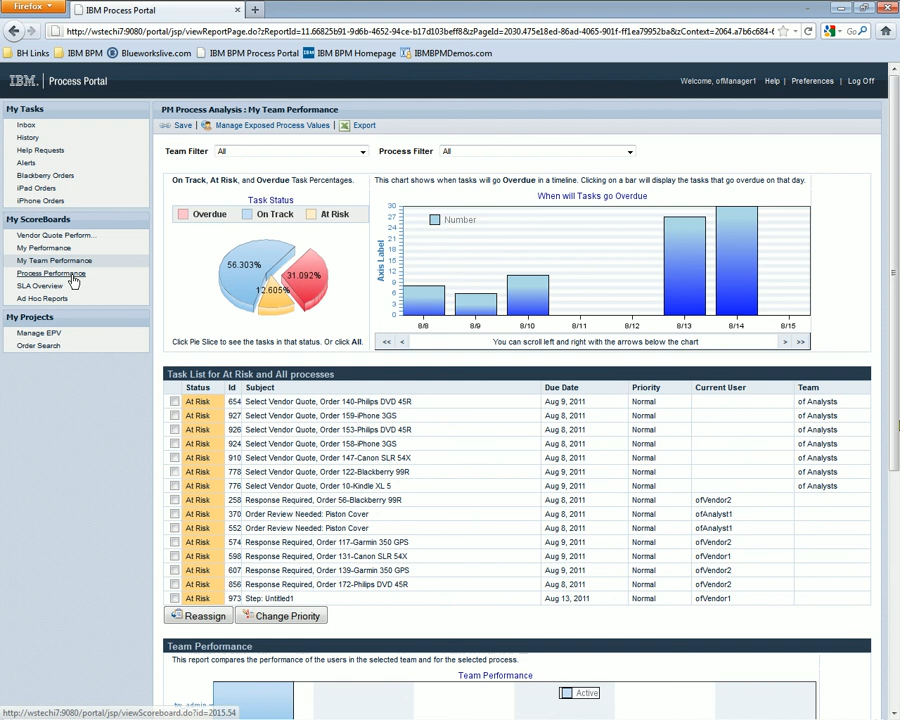 Firefox
IBM Process Portal
http://wstechi7:9080/portal/jsp/viewReportPage.do?zReportId=11.66825b91-9d6b-4652-94ce-b17d103beff8&zPageId=2030.475e18ed-86ad-4065-901f-ff1ea79952ba&zContext=2064.a7b6c684-6
Go
BH Links
IBM BPM
Blueworkslive.com
IBM BPM Process Portal
IBM BPM Homepage
IBMBPMDemos.com
IBM. Process Portal
Welcome, ofManager1 Help | Preferences | Log Off
My Tasks
Inbox
History
Help Requests
Alerts
Blackberry Orders
iPad Orders
iPhone Orders
My ScoreBoards
Vendor Quote Perform...
My Performance
My Team Performance
Process Performance
SLA Overview
Ad Hoc Reports
My Projects
Manage EPV
Order Search
PM Process Analysis : My Team Performance
Save | Manage Exposed Process Values | Export
Team Filter All
Process Filter All
On Track, At Risk, and Overdue Task Percentages.
Task Status
Overdue On Track At Risk
56.303%
31.092%
12.605%
Click Pie Slice to see the tasks in that status. Or click All.
This chart shows when tasks will go Overdue in a timeline. Clicking on a bar will display the tasks that go overdue on that day.
When will Tasks go Overdue
Number
Axis Label
30
27
24
21
18
15
12
9
6
3
0
8/8 8/9 8/10 8/11 8/12 8/13 8/14 8/15
<< < You can scroll left and right with the arrows below the chart > >>
Task List for At Risk and All processes
Status Id Subject Due Date Priority Current User Team
At Risk 654 Select Vendor Quote, Order 140-Philips DVD 45R Aug 9, 2011 Normal of Analysts
At Risk 927 Select Vendor Quote, Order 159-iPhone 3GS Aug 8, 2011 Normal of Analysts
At Risk 926 Select Vendor Quote, Order 153-Philips DVD 45R Aug 8, 2011 Normal of Analysts
At Risk 924 Select Vendor Quote, Order 158-iPhone 3GS Aug 8, 2011 Normal of Analysts
At Risk 910 Select Vendor Quote, Order 147-Canon SLR 54X Aug 9, 2011 Normal of Analysts
At Risk 778 Select Vendor Quote, Order 122-Blackberry 99R Aug 9, 2011 Normal of Analysts
At Risk 776 Select Vendor Quote, Order 10-Kindle XL 5 Aug 9, 2011 Normal of Analysts
At Risk 258 Response Required, Order 56-Blackberry 99R Aug 8, 2011 Normal ofVendor2
At Risk 370 Order Review Needed: Piston Cover Aug 8, 2011 Normal ofAnalyst1
At Risk 552 Order Review Needed: Piston Cover Aug 8, 2011 Normal ofAnalyst1
At Risk 574 Response Required, Order 117-Garmin 350 GPS Aug 9, 2011 Normal ofVendor2
At Risk 598 Response Required, Order 131-Canon SLR 54X Aug 9, 2011 Normal ofVendor1
At Risk 607 Response Required, Order 139-Garmin 350 GPS Aug 8, 2011 Normal ofVendor2
At Risk 856 Response Required, Order 172-Philips DVD 45R Aug 8, 2011 Normal ofVendor2
At Risk 973 Step: Untitled1 Aug 13, 2011 Normal ofVendor1
Reassign Change Priority
Team Performance
This report compares the performance of the users in the selected team and for the selected process.
Team Performance
Active
http://wstechi7:9080/portal/jsp/viewScoreboard.do?id=2015.54